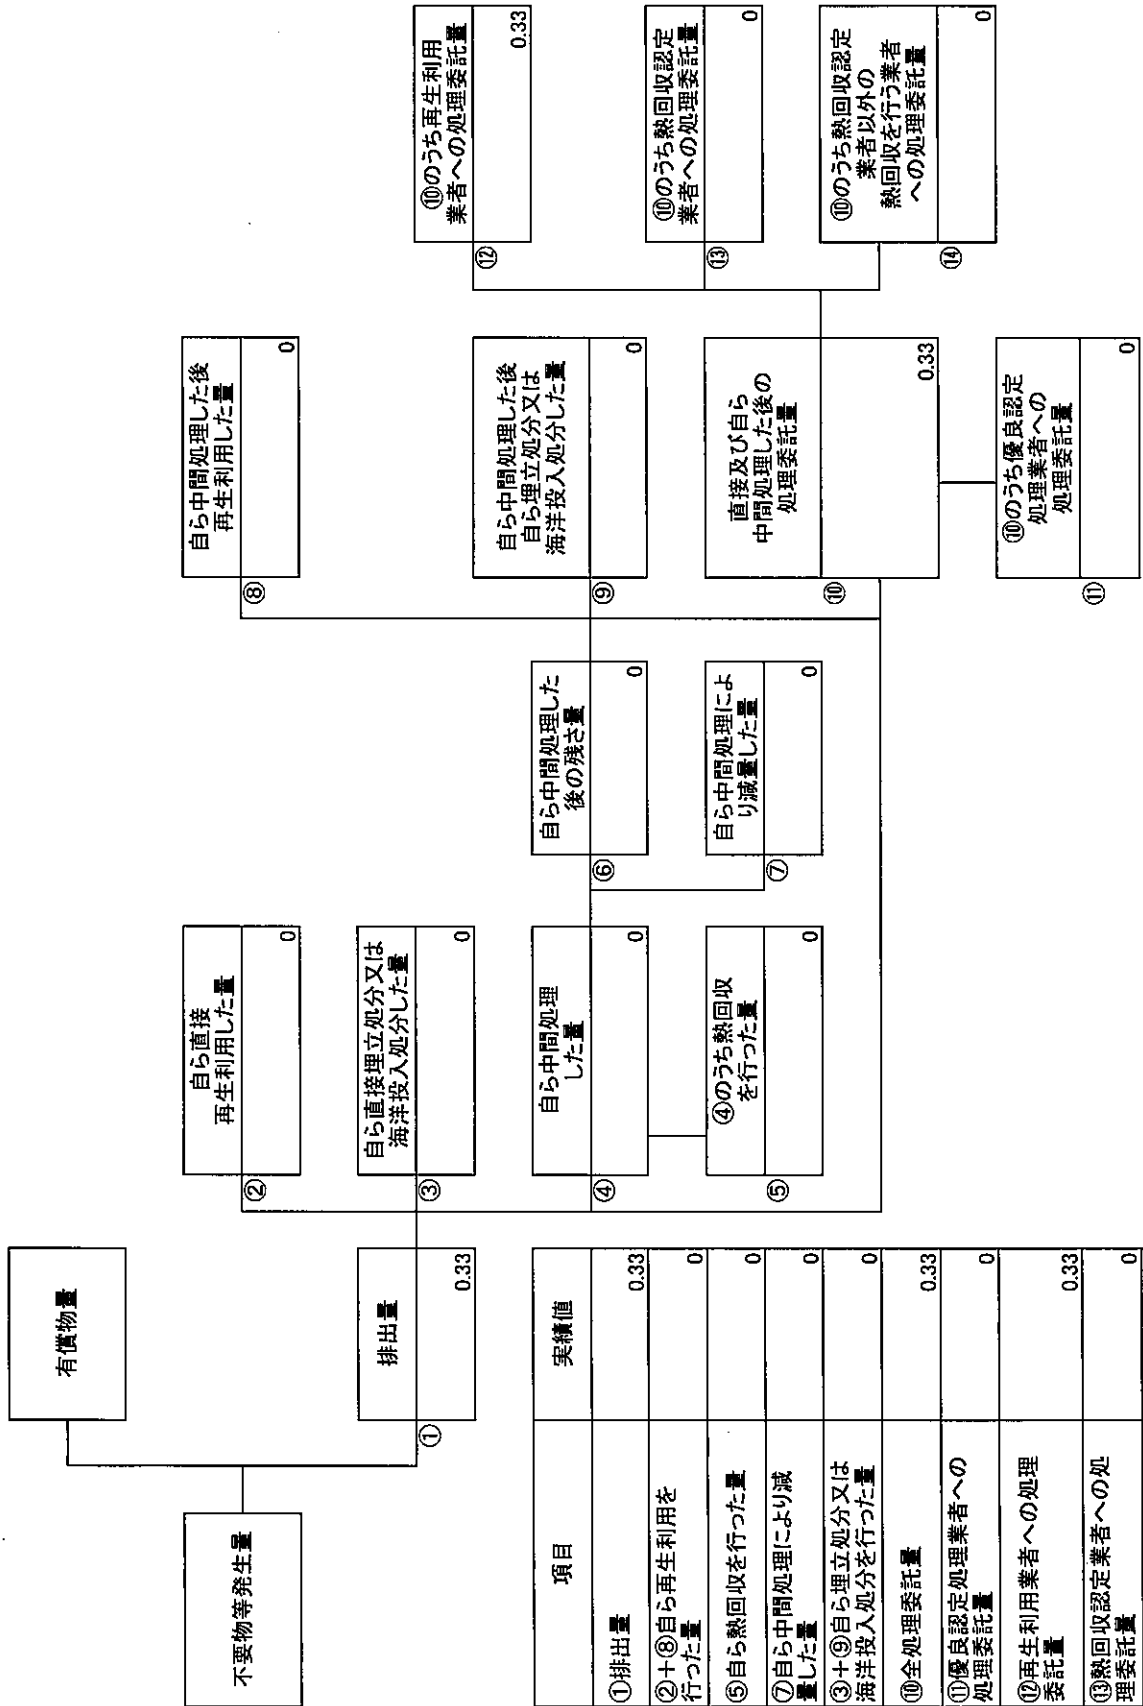 不要物等発生量
有償物量
①
排出量
0.33
②
自ら直接
再生利用した量
0
③
自ら直接埋立処分又は
海洋投入処分した量
0
④
自ら中間処理
した量
0
⑤
④のうち熱回収
を行った量
0
⑥
自ら中間処理した
後の残さ量
0
⑦
自ら中間処理によ
り減量した量
0
⑧
自ら中間処理した後
再生利用した量
0
⑨
自ら中間処理した後
自ら埋立処分又は
海洋投入処分した量
0
⑩
直接及び自ら
中間処理した後の
処理委託量
0.33
⑪
⑩のうち優良認定
処理業者への
処理委託量
0
⑫
⑩のうち再生利用
業者への処理委託量
0.33
⑬
⑩のうち熱回収認定
業者への処理委託量
0
⑭
⑩のうち熱回収認定
業者以外の
熱回収を行う業者
への処理委託量
0
項目 実績値
①排出量 0.33
②+⑧自ら再生利用を
行った量 0
⑤自ら熱回収を行った量 0
⑦自ら中間処理により減
量した量 0
③+⑨自ら埋立処分又は
海洋投入処分を行った量 0
⑩全処理委託量 0.33
⑪優良認定処理業者への
処理委託量 0
⑫再生利用業者への処理
委託量 0.33
⑬熱回収認定業者への処
理委託量 0